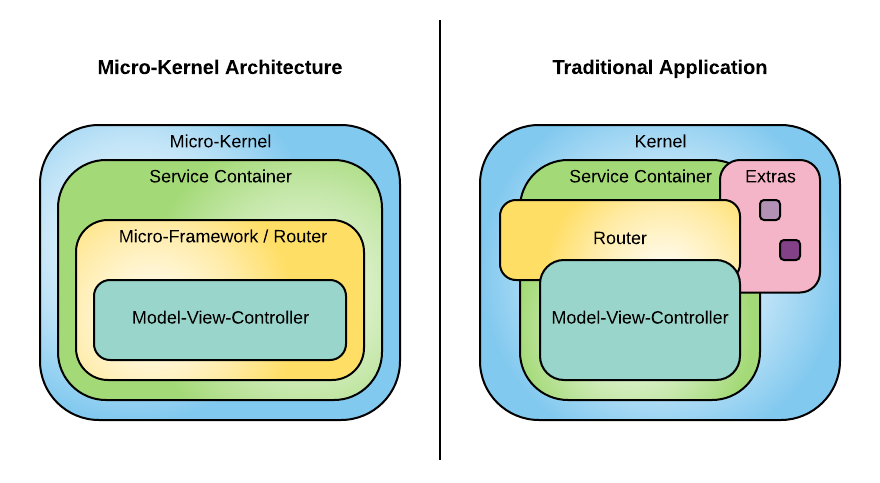 Micro-Kernel Architecture
Micro-Kernel
Service Container
Micro-Framework / Router
Model-View-Controller
Traditional Application
Kernel
Service Container
Extras
Router
Model-View-Controller